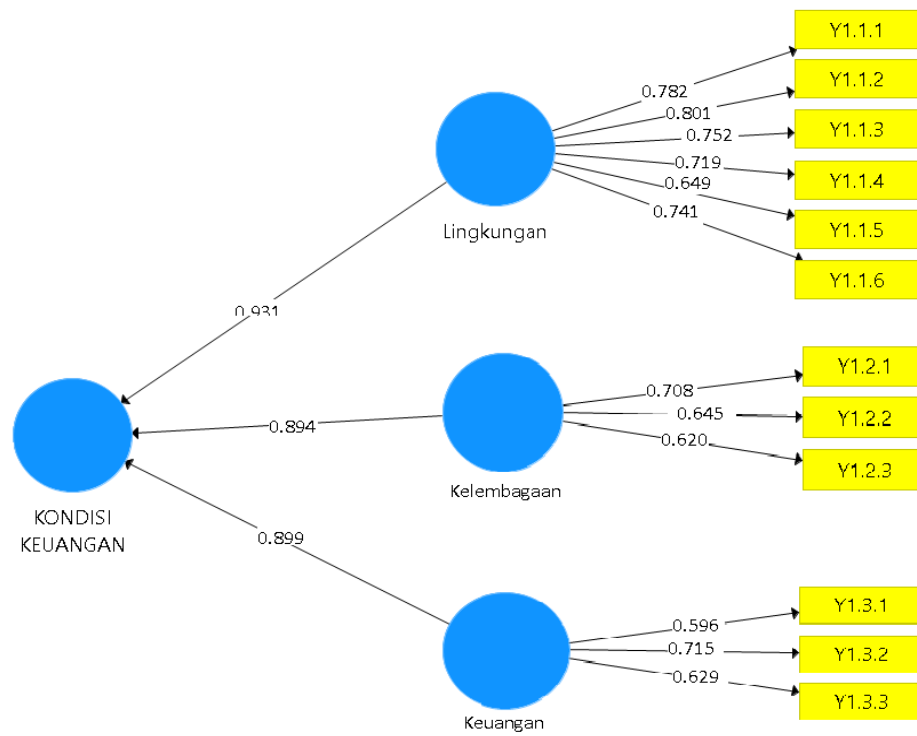 Y1.1.1
0.782
Y1.1.2
0.801
Y1.1.3
0.752
0.719
Y1.1.4
0.649
0.741
Y1.1.5
Lingkungan
Y1.1.6
0.931
Y1.2.1
0.708
0.645
Y1.2.2
0.894
0.620
Y1.2.3
Kelembagaan
KONDISI
KEUANGAN
0.899
Y1.3.1
0.596
0.715
Y1.3.2
0.629
Y1.3.3
Keuangan